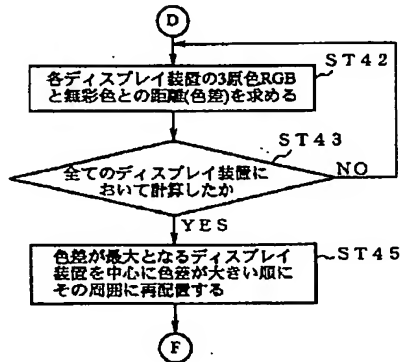 D
各ディスプレイ装置の3原色RGB
と無彩色との距離(色差)を求める
ST42
全てのディスプレイ装置に
おいて計算したか
ST43
NO
YES
色差が最大となるディスプレイ
装置を中心に色差が大きい順に
その周囲に再配置する
ST45
F